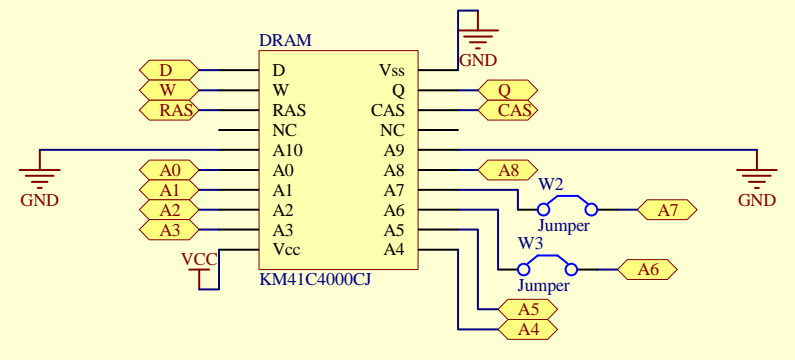 DRAM
GND
D D Vss
W W Q Q
RAS RAS CAS CAS
NC NC
A10 A9
GND A0 A0 A8 A8 GND
A1 A1 A7 W2
A2 A2 A6 Jumper A7
A3 A3 A5 W3
VCC Vcc A4 A6
KM41C4000CJ Jumper
A5
A4